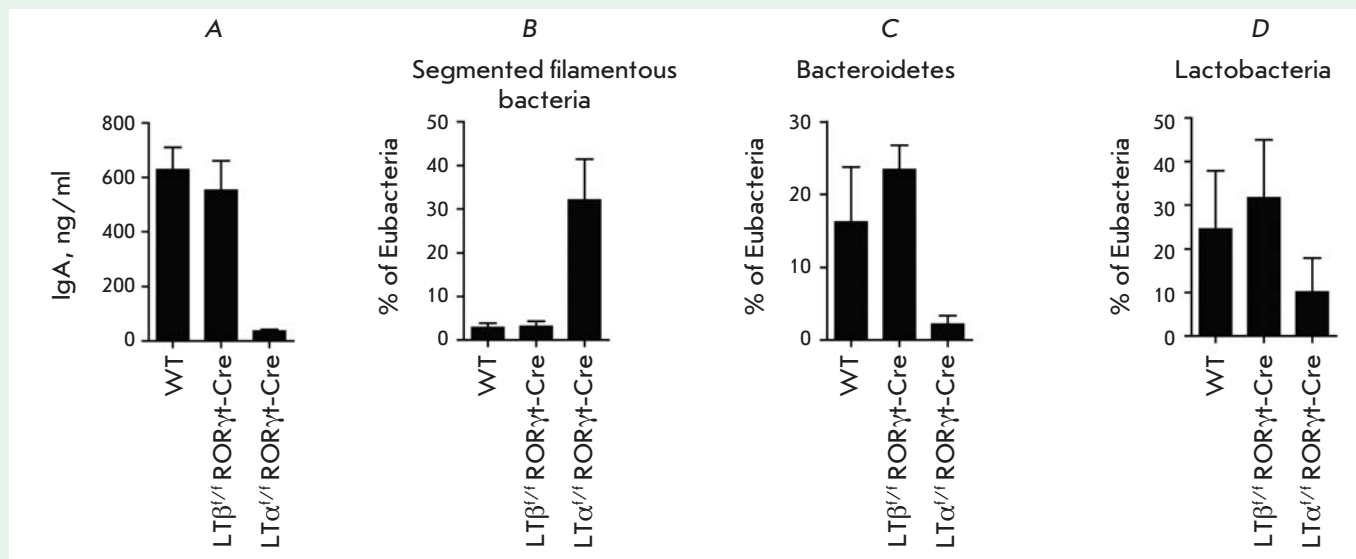 A
IgA, ng/ml
800
600
400
200
0
WT
LTβf/f RORγt-Cre
LTαf/f RORγt-Cre
B
Segmented filamentous
bacteria
% of Eubacteria
50
40
30
20
10
0
WT
LTβf/f RORγt-Cre
LTαf/f RORγt-Cre
C
Bacteroidetes
% of Eubacteria
30
20
10
0
WT
LTβf/f RORγt-Cre
LTαf/f RORγt-Cre
D
Lactobacteria
% of Eubacteria
50
40
30
20
10
0
WT
LTβf/f RORγt-Cre
LTαf/f RORγt-Cre